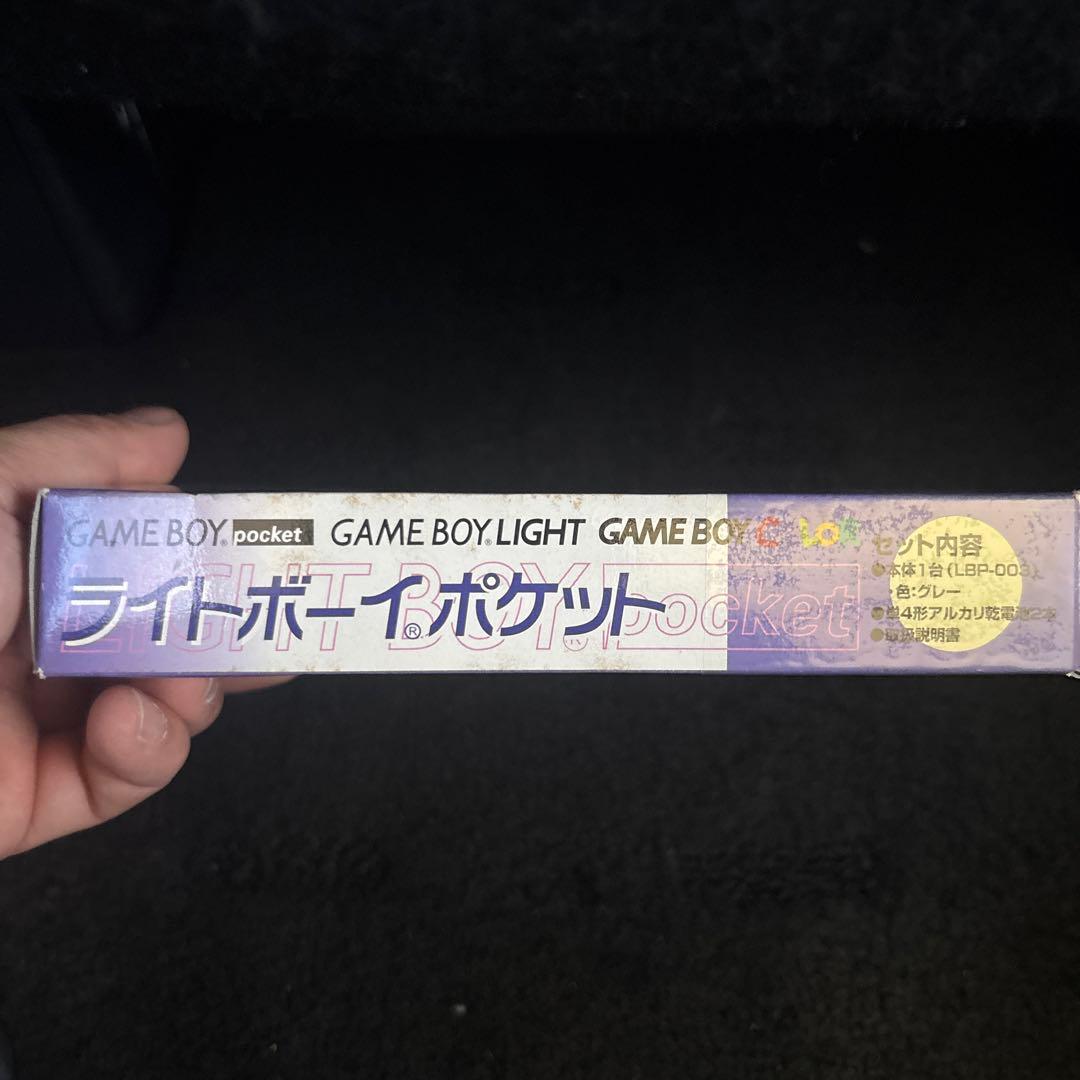 GAME BOY pocket GAME BOY LIGHT GAME BOY COLOR
LIGHT BOY® pocket
ライトボーイ®ポケット
セット内容
●本体1台(LBP-003)
・色:グレー
●単4形アルカリ乾電池2本
●取扱説明書